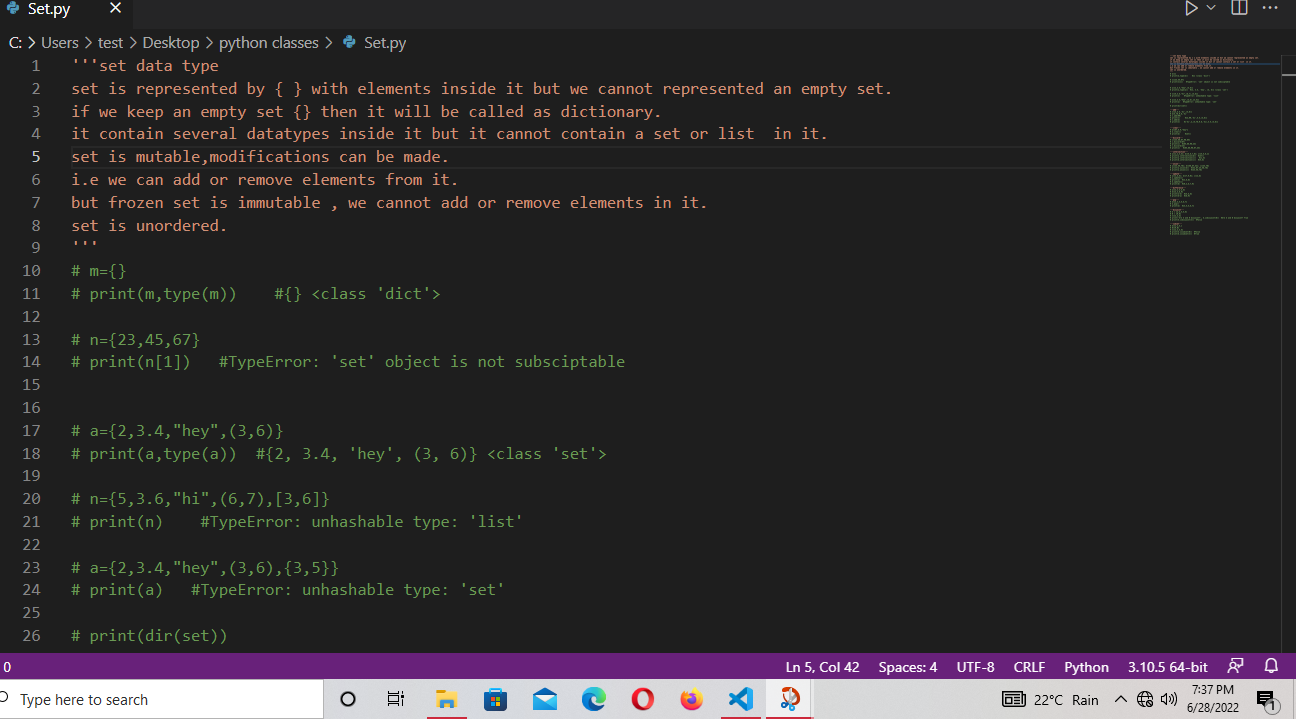 Set.py
C: > Users > test > Desktop > python classes > Set.py
1 '''set data type
2 set is represented by { } with elements inside it but we cannot represented an empty set.
3 if we keep an empty set {} then it will be called as dictionary.
4 it contain several datatypes inside it but it cannot contain a set or list  in it.
5 set is mutable,modifications can be made.
6 i.e we can add or remove elements from it.
7 but frozen set is immutable , we cannot add or remove elements in it.
8 set is unordered.
9 '''
10 # m={}
11 # print(m,type(m))    #{} <class 'dict'>
12
13 # n={23,45,67}
14 # print(n[1])   #TypeError: 'set' object is not subsciptable
15
16
17 # a={2,3.4,"hey",(3,6)}
18 # print(a,type(a))  #{2, 3.4, 'hey', (3, 6)} <class 'set'>
19
20 # n={5,3.6,"hi",(6,7),[3,6]}
21 # print(n)    #TypeError: unhashable type: 'list'
22
23 # a={2,3.4,"hey",(3,6),{3,5}}
24 # print(a)   #TypeError: unhashable type: 'set'
25
26 # print(dir(set))
0 Ln 5, Col 42 Spaces: 4 UTF-8 CRLF Python 3.10.5 64-bit
Type here to search 22°C Rain 7:37 PM
6/28/2022 1